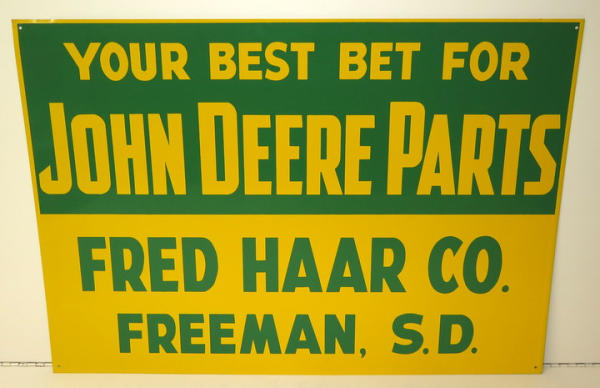 YOUR BEST BET FOR
JOHN DEERE PARTS
FRED HAAR CO.
FREEMAN, S.D.